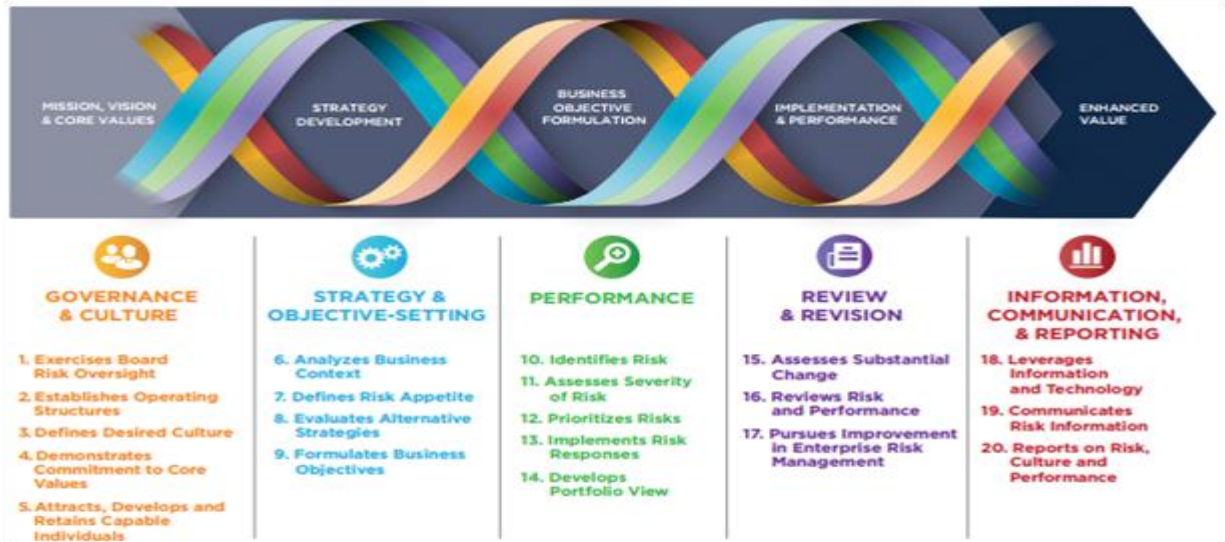 MISSION, VISION
& CORE VALUES
STRATEGY
DEVELOPMENT
BUSINESS
OBJECTIVE
FORMULATION
IMPLEMENTATION
& PERFORMANCE
ENHANCED
VALUE
GOVERNANCE
& CULTURE
1. Exercises Board
Risk Oversight
2. Establishes Operating
Structures
3. Defines Desired Culture
4. Demonstrates
Commitment to Core
Values
5. Attracts, Develops and
Retains Capable
Individuals
STRATEGY &
OBJECTIVE-SETTING
6. Analyzes Business
Context
7. Defines Risk Appetite
8. Evaluates Alternative
Strategies
9. Formulates Business
Objectives
PERFORMANCE
10. Identifies Risk
11. Assesses Severity
of Risk
12. Prioritizes Risks
13. Implements Risk
Responses
14. Develops
Portfolio View
REVIEW
& REVISION
15. Assesses Substantial
Change
16. Reviews Risk
and Performance
17. Pursues Improvement
in Enterprise Risk
Management
INFORMATION,
COMMUNICATION,
& REPORTING
18. Leverages
Information
and Technology
19. Communicates
Risk Information
20. Reports on Risk,
Culture and
Performance